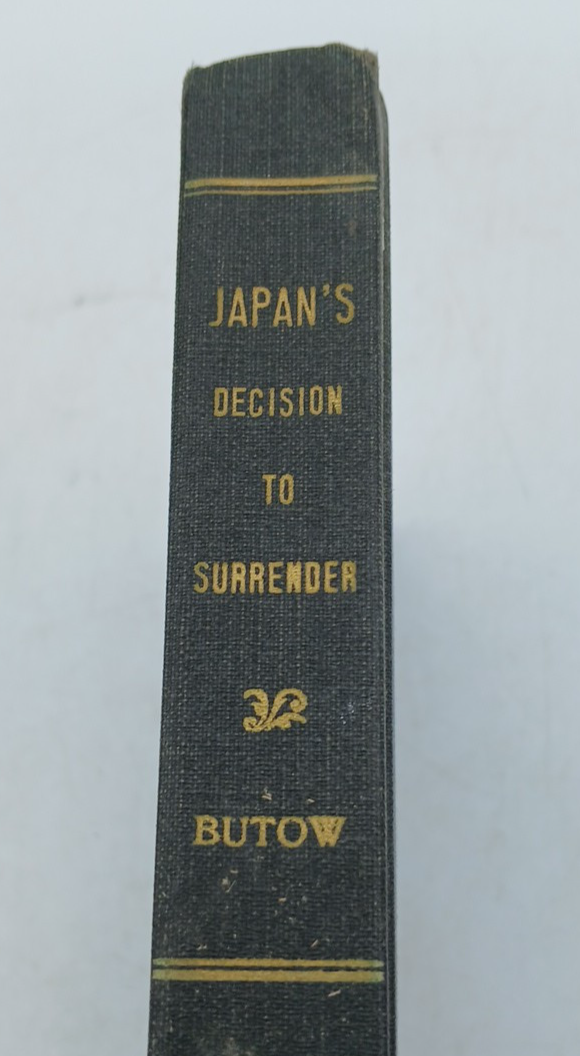 JAPAN'S
DECISION
TO
SURRENDER
BUTOW